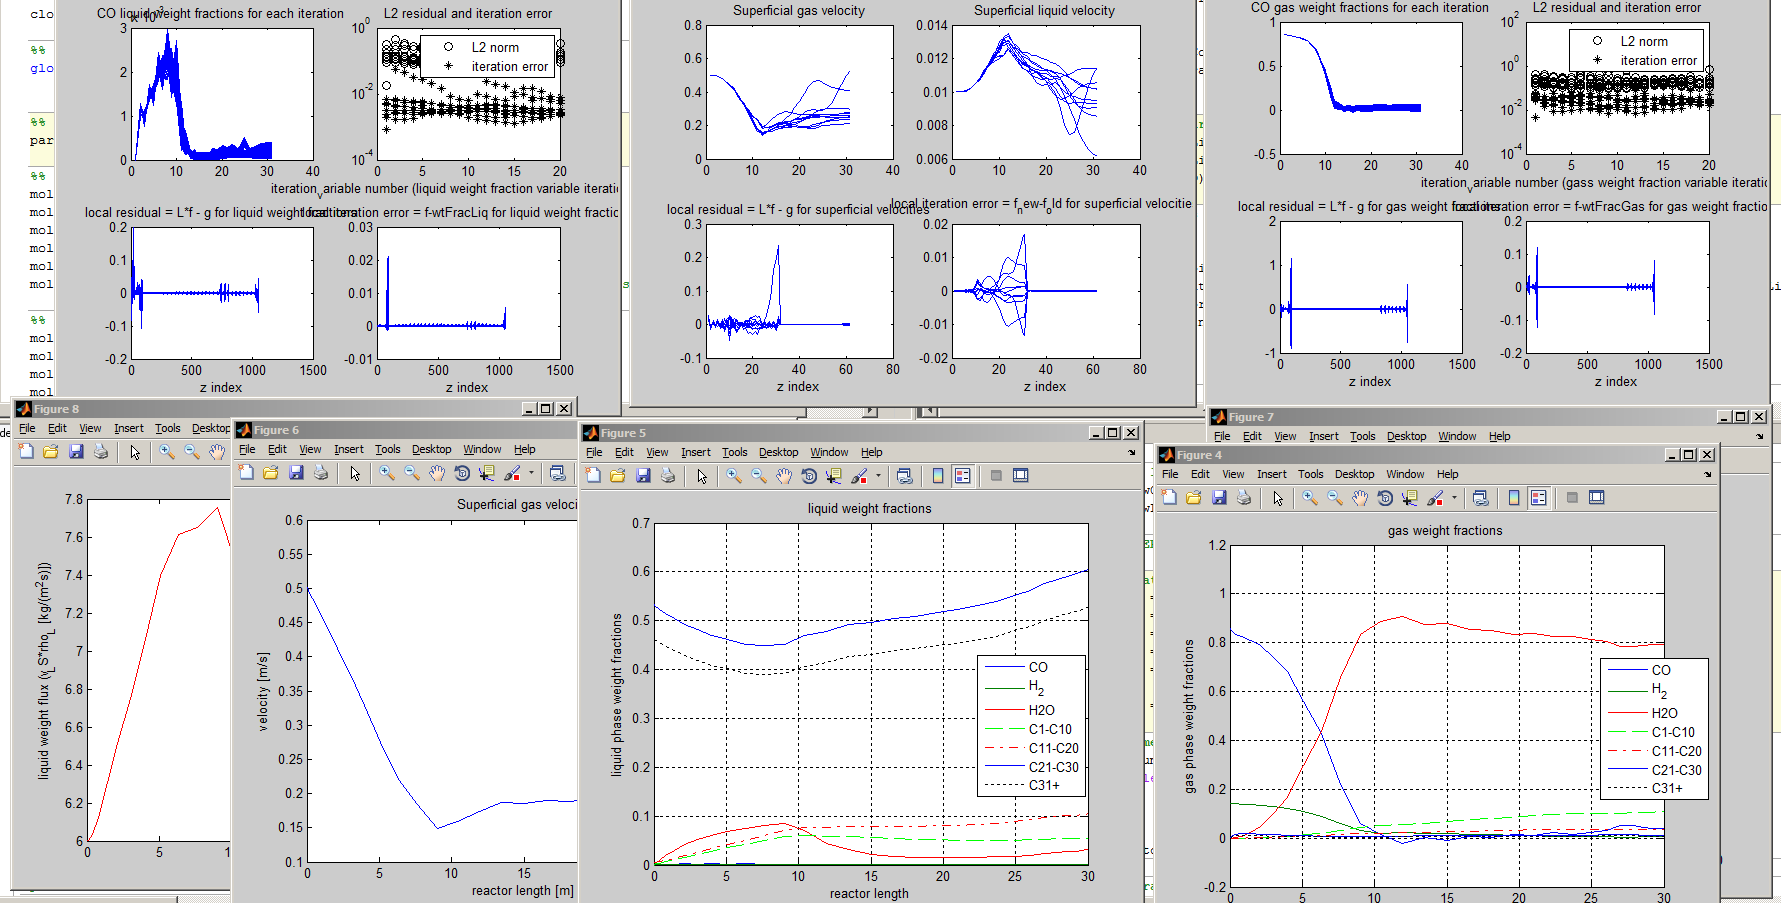 clo
%%
glo
%%
par
%%
mol
mol
mol
mol
mol
mol
%%
mol
mol
mol
mol
CO liquid weight fractions for each iteration
x 10^-3
3
2
1
0
0 10 20 30 40
L2 residual and iteration error
10^0
10^-2
10^-4
L2 norm
iteration error
0 5 10 15 20
iteration_variable number (liquid weight fraction variable iteratio
local residual = L*f - g for liquid weight fractions
0.2
0.1
0
-0.1
-0.2
0 500 1000 1500
z index
local iteration error = f-wtFracLiq for liquid weight fractio
0.03
0.02
0.01
0
-0.01
0 500 1000 1500
z index
Superficial gas velocity
0.8
0.6
0.4
0.2
0
0 10 20 30 40
Superficial liquid velocity
0.014
0.012
0.01
0.008
0.006
0 10 20 30 40
local residual = L*f - g for superficial velocities
0.3
0.2
0.1
0
-0.1
0 20 40 60 80
z index
local iteration error = f_new-f_old for superficial velocitie
0.02
0.01
0
-0.01
-0.02
0 20 40 60 80
z index
CO gas weight fractions for each iteration
1
0.5
0
-0.5
0 10 20 30 40
L2 residual and iteration error
10^2
10^0
10^-2
10^-4
L2 norm
iteration error
0 5 10 15 20
iteration_variable number (gass weight fraction variable iteratio
local residual = L*f - g for gas weight fractions
2
1
0
-1
0 500 1000 1500
z index
local iteration error = f-wtFracGas for gas weight fractio
0.2
0.1
0
-0.1
-0.2
0 500 1000 1500
z index
Figure 8
File Edit View Insert Tools Desktop
7.8
7.6
7.4
7.2
7
6.8
6.6
6.4
6.2
6
0 5 1
liquid weight flux (v_LS*rho_L [kg/(m^2s)])
Figure 6
File Edit View Insert Tools Desktop Window Help
Superficial gas veloci
0.6
0.55
0.5
0.45
0.4
0.35
0.3
0.25
0.2
0.15
0.1
0 5 10 15
velocity [m/s]
reactor length [m]
Figure 5
File Edit View Insert Tools Desktop Window Help
liquid weight fractions
0.7
0.6
0.5
0.4
0.3
0.2
0.1
0
0 5 10 15 20 25 30
liquid phase weight fractions
reactor length
CO
H2
H2O
C1-C10
C11-C20
C21-C30
C31+
Figure 7
File Edit View Insert Tools Desktop Window Help
Figure 4
File Edit View Insert Tools Desktop Window Help
gas weight fractions
1.2
1
0.8
0.6
0.4
0.2
0
-0.2
0 5 10 15 20 25 30
gas phase weight fractions
CO
H2
H2O
C1-C10
C11-C20
C21-C30
C31+